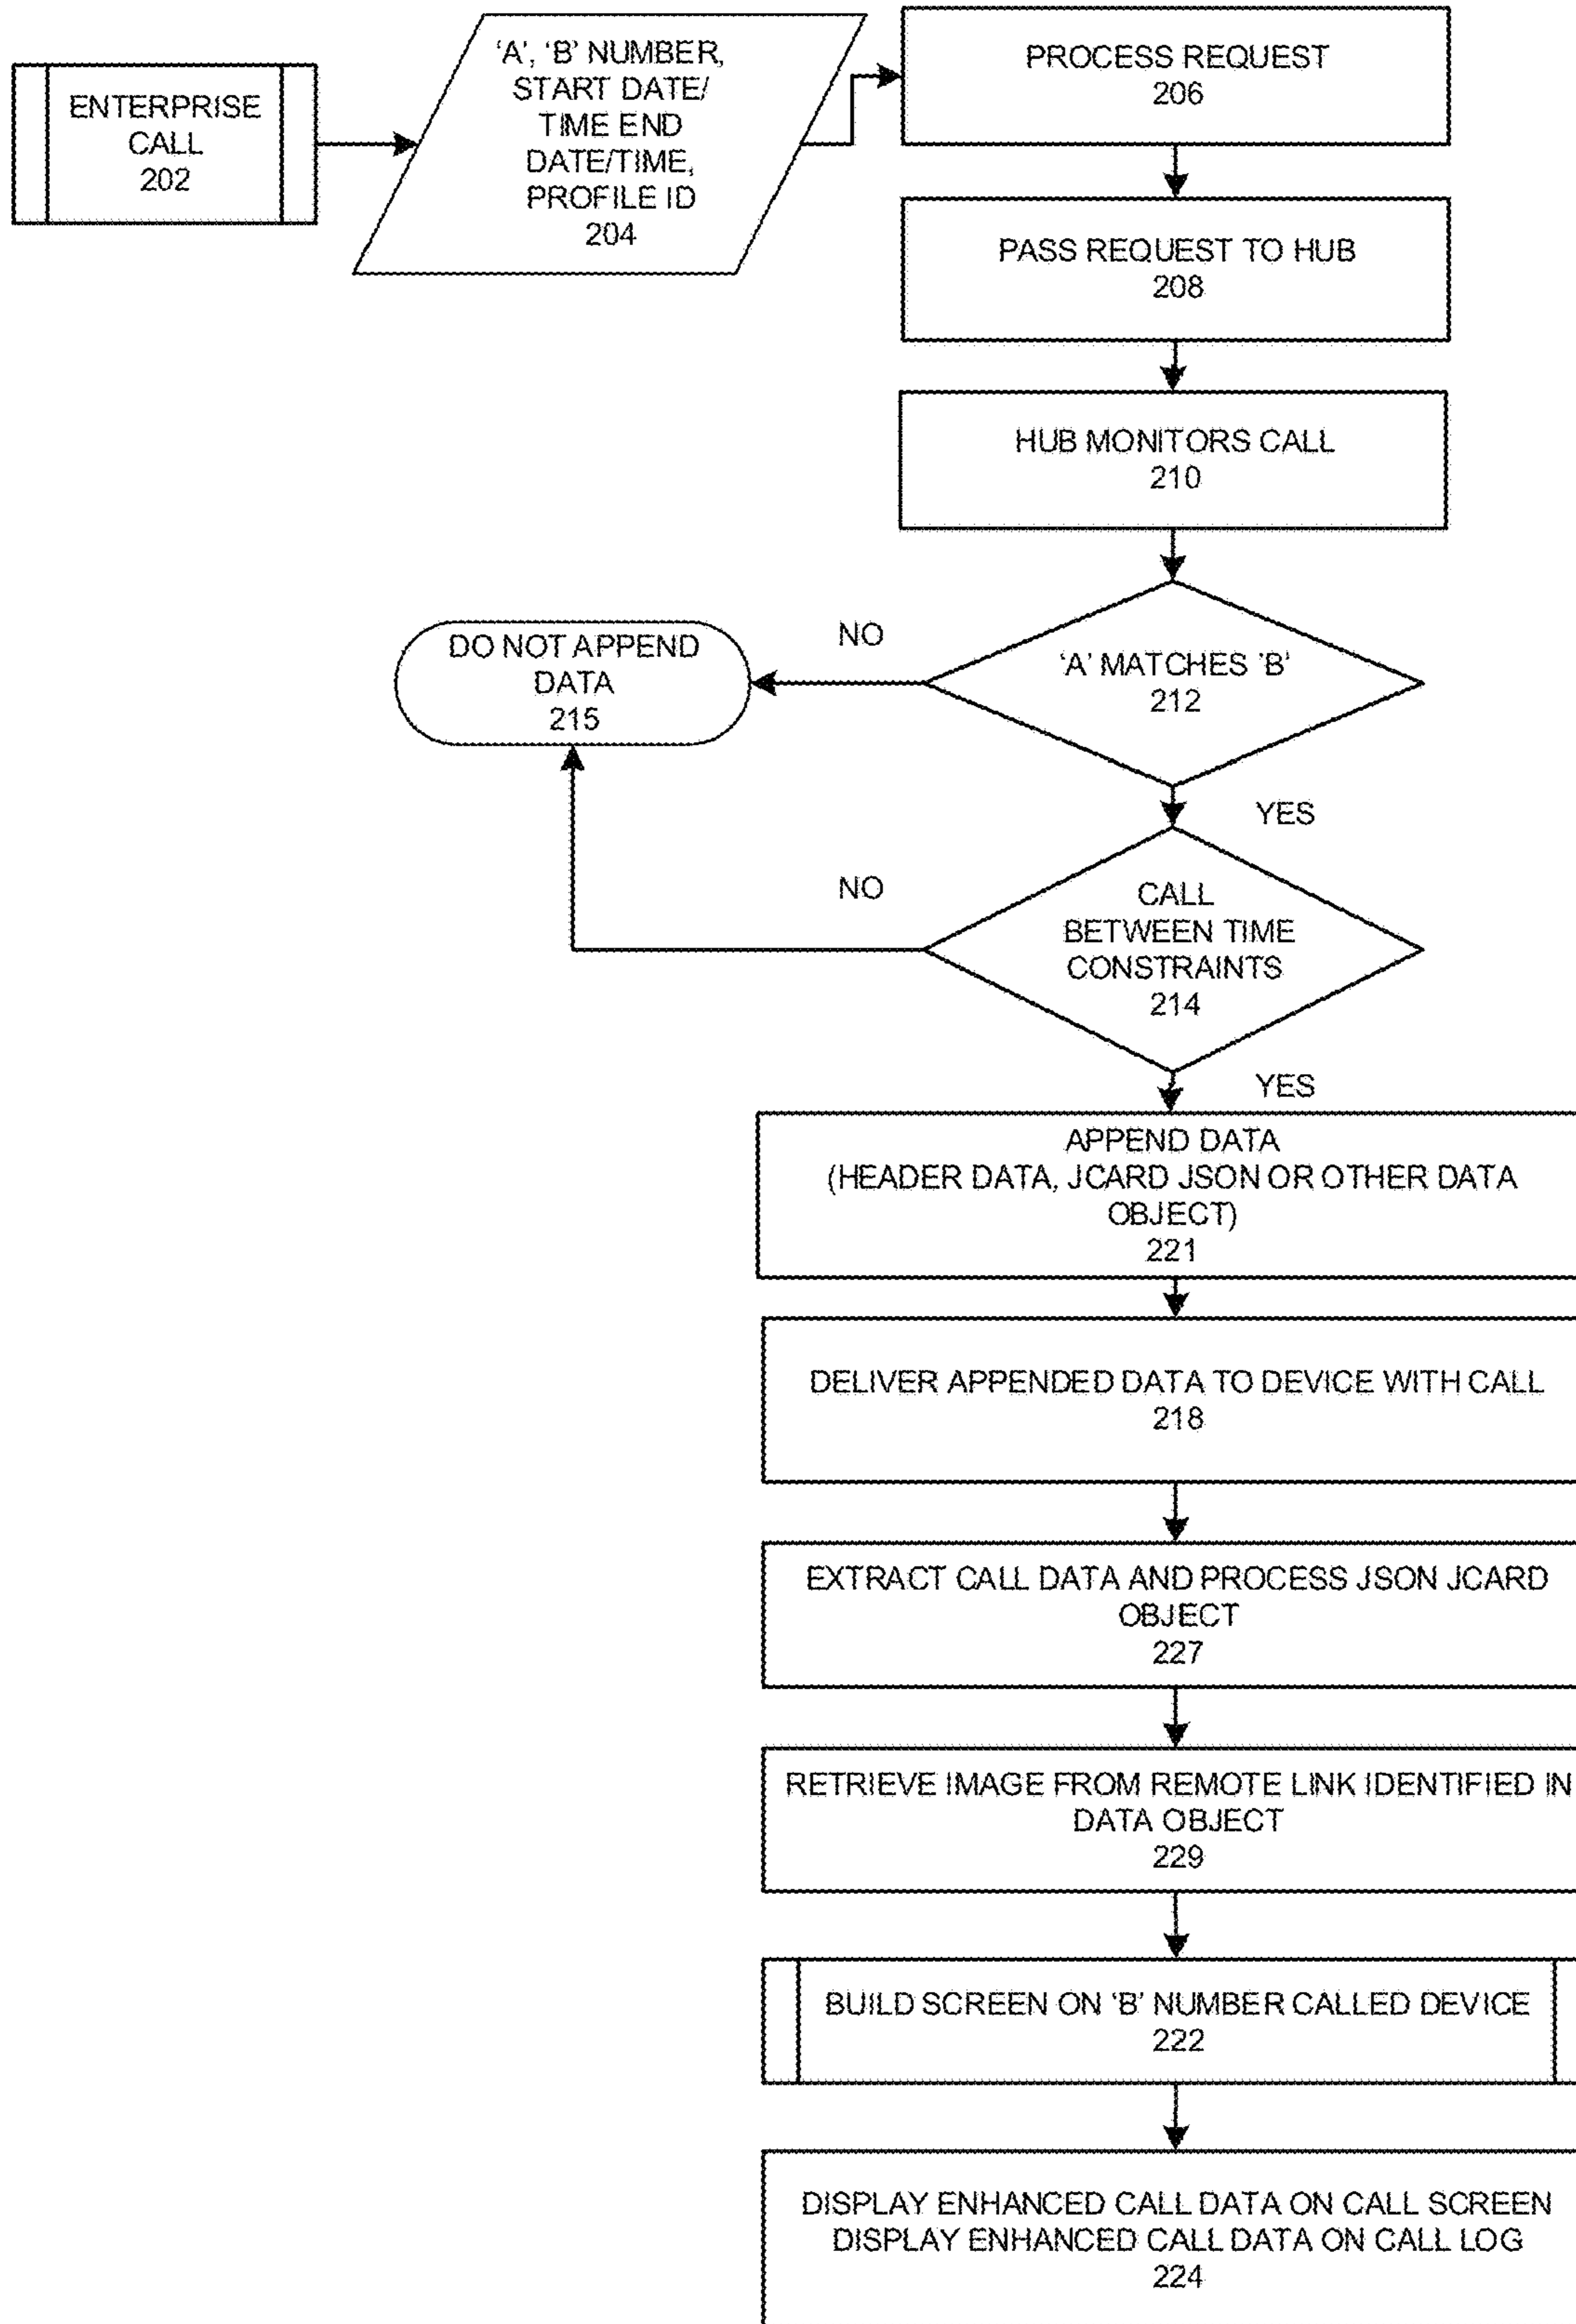 ENTERPRISE
CALL
202
‘A’, ‘B’ NUMBER,
START DATE/
TIME END
DATE/TIME,
PROFILE ID
204
PROCESS REQUEST
206
PASS REQUEST TO HUB
208
HUB MONITORS CALL
210
‘A’ MATCHES ‘B’
212
NO
DO NOT APPEND
DATA
215
YES
CALL
BETWEEN TIME
CONSTRAINTS
214
NO
YES
APPEND DATA
(HEADER DATA, JCARD JSON OR OTHER DATA
OBJECT)
221
DELIVER APPENDED DATA TO DEVICE WITH CALL
218
EXTRACT CALL DATA AND PROCESS JSON JCARD
OBJECT
227
RETRIEVE IMAGE FROM REMOTE LINK IDENTIFIED IN
DATA OBJECT
229
BUILD SCREEN ON ‘B’ NUMBER CALLED DEVICE
222
DISPLAY ENHANCED CALL DATA ON CALL SCREEN
DISPLAY ENHANCED CALL DATA ON CALL LOG
224